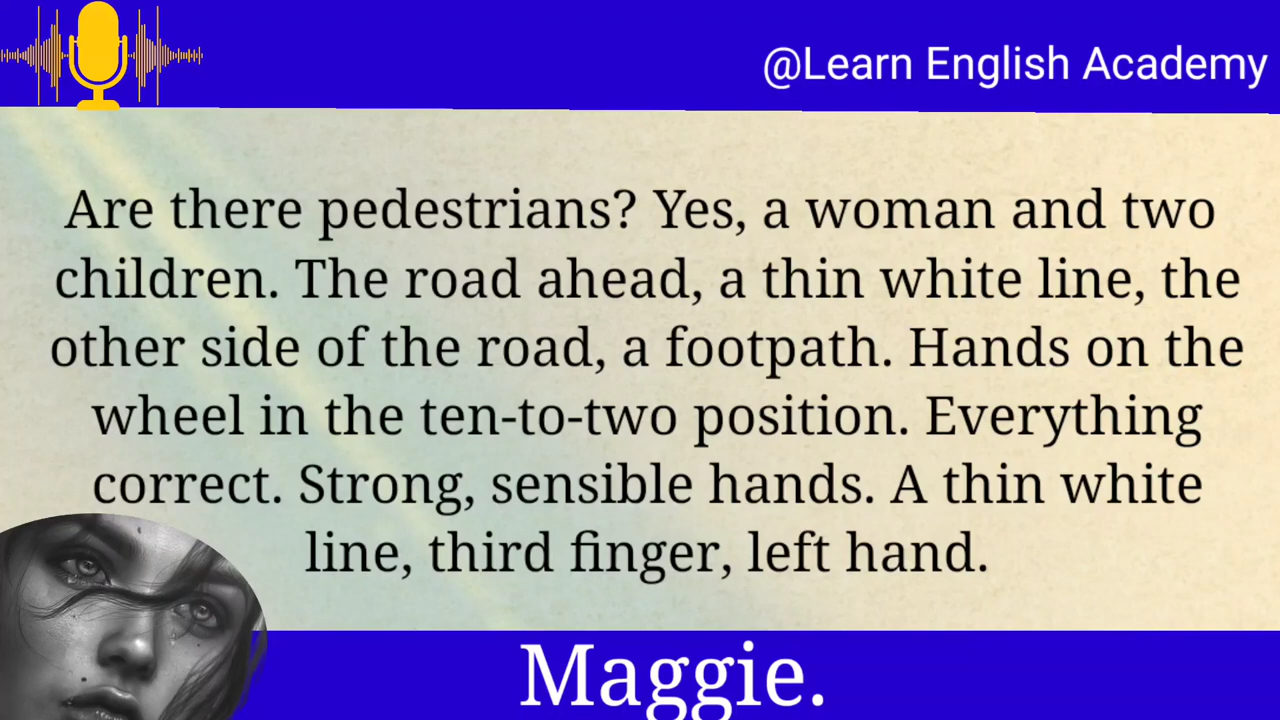 @Learn English Academy
Are there pedestrians? Yes, a woman and two
children. The road ahead, a thin white line, the
other side of the road, a footpath. Hands on the
wheel in the ten-to-two position. Everything
correct. Strong, sensible hands. A thin white
line, third finger, left hand.
Maggie.